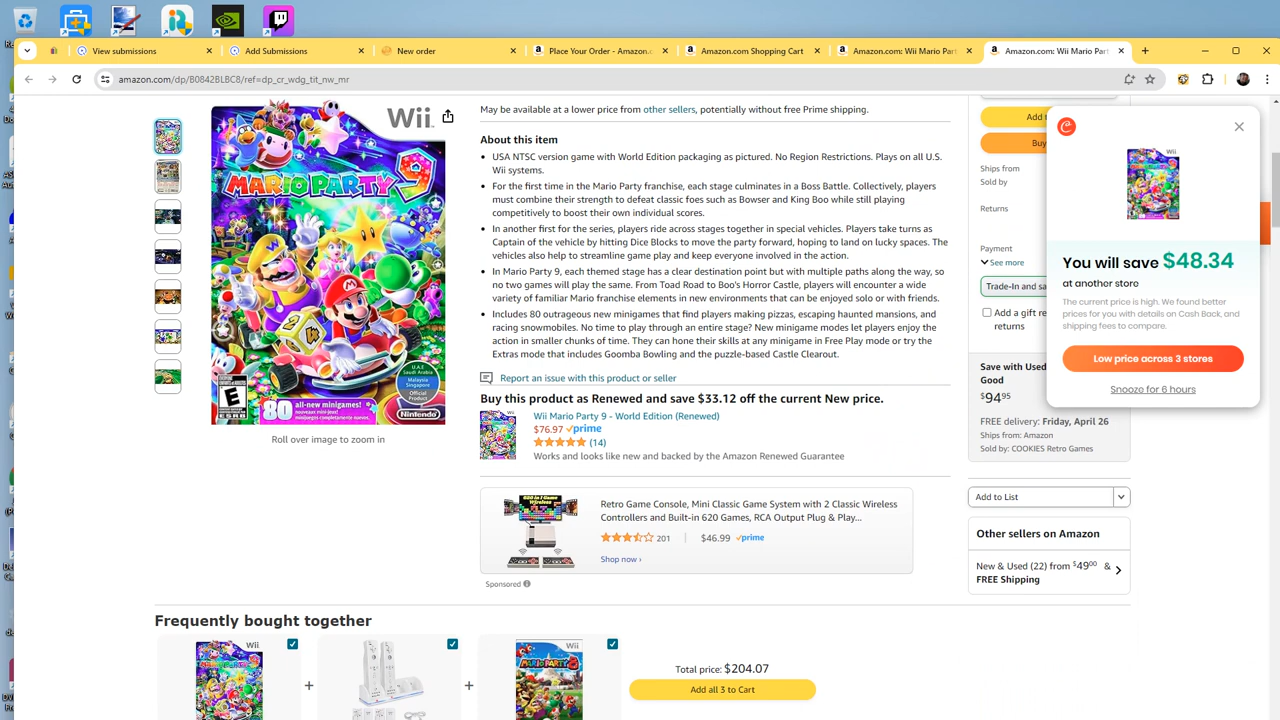 View submissions
Add Submissions
New order
Place Your Order - Amazon.c
Amazon.com Shopping Cart
Amazon.com: Wii Mario Par
Amazon.com: Wii Mario Par
amazon.com/dp/B0842BLBC8/ref=dp_cr_wdg_tit_nw_mr
Wii
MARIO PARTY 9
80 all-new minigames!
EVERYONE
E
ESRB
U.A.E
Saudi Arabia
Malaysia
Singapore
Official
Product
Nintendo
Roll over image to zoom in
May be available at a lower price from other sellers, potentially without free Prime shipping.
About this item
• USA NTSC version game with World Edition packaging as pictured. No Region Restrictions. Plays on all U.S.
Wii systems.
• For the first time in the Mario Party franchise, each stage culminates in a Boss Battle. Collectively, players
must combine their strength to defeat classic foes such as Bowser and King Boo while still playing
competitively to boost their own individual scores.
• In another first for the series, players ride across stages together in special vehicles. Players take turns as
Captain of the vehicle by hitting Dice Blocks to move the party forward, hoping to land on lucky spaces. The
vehicles also help to streamline game play and keep everyone involved in the action.
• In Mario Party 9, each themed stage has a clear destination point but with multiple paths along the way, so
no two games will play the same. From Toad Road to Boo's Horror Castle, players will encounter a wide
variety of familiar Mario franchise elements in new environments that can be enjoyed solo or with friends.
• Includes 80 outrageous new minigames that find players making pizzas, escaping haunted mansions, and
racing snowmobiles. No time to play through an entire stage? New minigame modes let players enjoy the
action in smaller chunks of time. They can hone their skills at any minigame in Free Play mode or try the
Extras mode that includes Goomba Bowling and the puzzle-based Castle Clearout.
Report an issue with this product or seller
Buy this product as Renewed and save $33.12 off the current New price.
Wii Mario Party 9 - World Edition (Renewed)
$76.97 prime
(14)
Works and looks like new and backed by the Amazon Renewed Guarantee
Retro Game Console, Mini Classic Game System with 2 Classic Wireless
Controllers and Built-in 620 Games, RCA Output Plug & Play...
201 | $46.99 prime
Shop now ›
Sponsored
Add t
Buy
Ships from
Sold by
Returns
Payment
See more
Trade-In and sa
Add a gift re
returns
Save with Used
Good
$94.95
FREE delivery: Friday, April 26
Ships from: Amazon
Sold by: COOKIES Retro Games
Add to List
Other sellers on Amazon
New & Used (22) from $49.00 &
FREE Shipping
You will save $48.34
at another store
The current price is high. We found better
prices for you with details on Cash Back, and
shipping fees to compare.
Low price across 3 stores
Snooze for 6 hours
Frequently bought together
Wii
MARIO PARTY 8
Total price: $204.07
Add all 3 to Cart